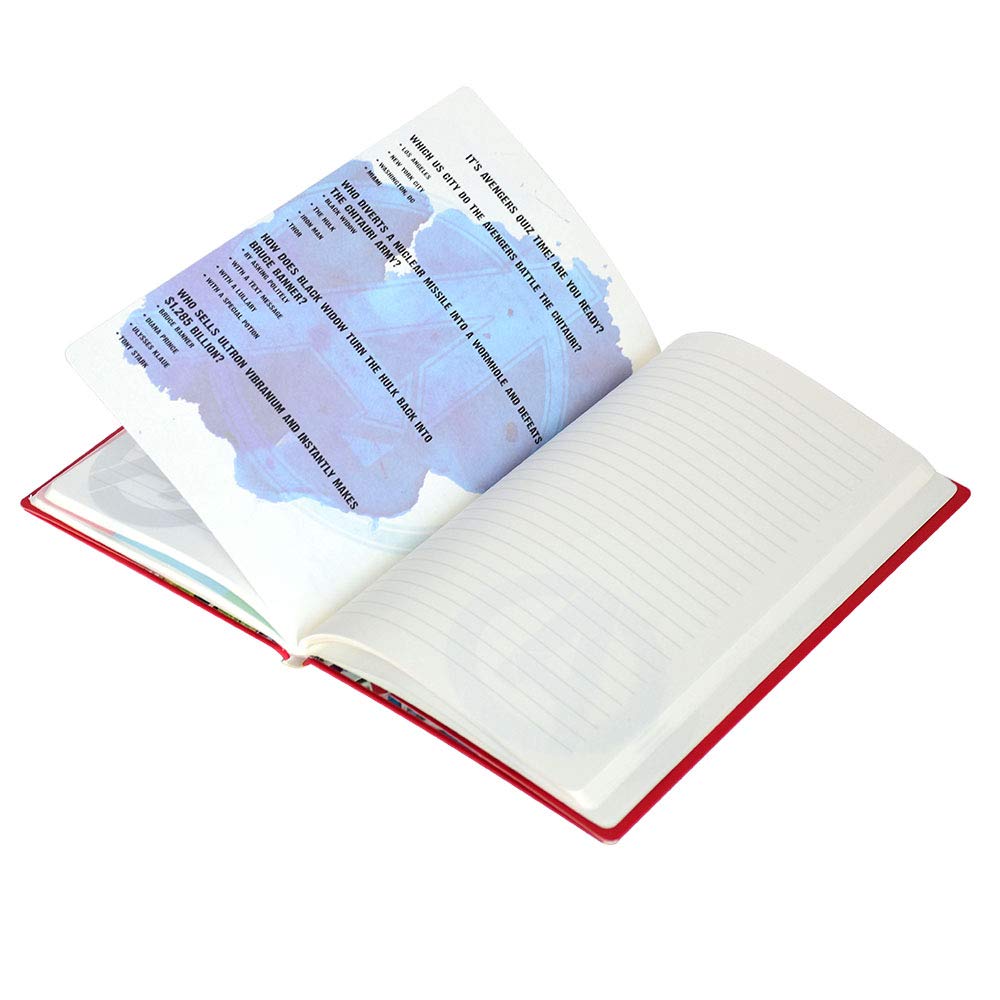 IT'S AVENGERS QUIZ TIME! ARE YOU READY?
WHICH US CITY DO THE AVENGERS BATTLE THE CHITAURI?
• LOS ANGELES
• NEW YORK CITY
• WASHINGTON, DC
• MIAMI
WHO DIVERTS A NUCLEAR MISSILE INTO A WORMHOLE AND DEFEATS
THE CHITAURI ARMY?
• BLACK WIDOW
• THE HULK
• IRON MAN
• THOR
HOW DOES BLACK WIDOW TURN THE HULK BACK INTO
BRUCE BANNER?
• BY ASKING POLITELY
• WITH A TEXT MESSAGE
• WITH A LULLABY
• WITH A SPECIAL POTION
WHO SELLS ULTRON VIBRANIUM AND INSTANTLY MAKES
$1.285 BILLION?
• BRUCE BANNER
• DIANA PRINCE
• ULYSSES KLAUE
• TONY STARK